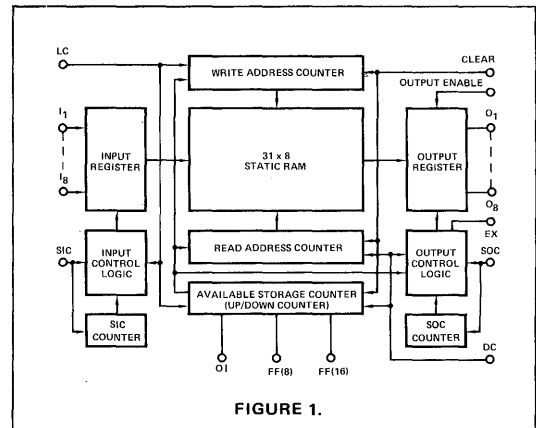 LC
WRITE ADDRESS COUNTER
CLEAR
OUTPUT ENABLE
I1
I8
INPUT
REGISTER
31 x 8
STATIC RAM
OUTPUT
REGISTER
O1
O8
EX
SIC
INPUT
CONTROL
LOGIC
READ ADDRESS COUNTER
OUTPUT
CONTROL
LOGIC
SOC
AVAILABLE STORAGE COUNTER
(UP/DOWN COUNTER)
SIC
COUNTER
SOC
COUNTER
DC
OI
FF(8)
FF(16)
FIGURE 1.